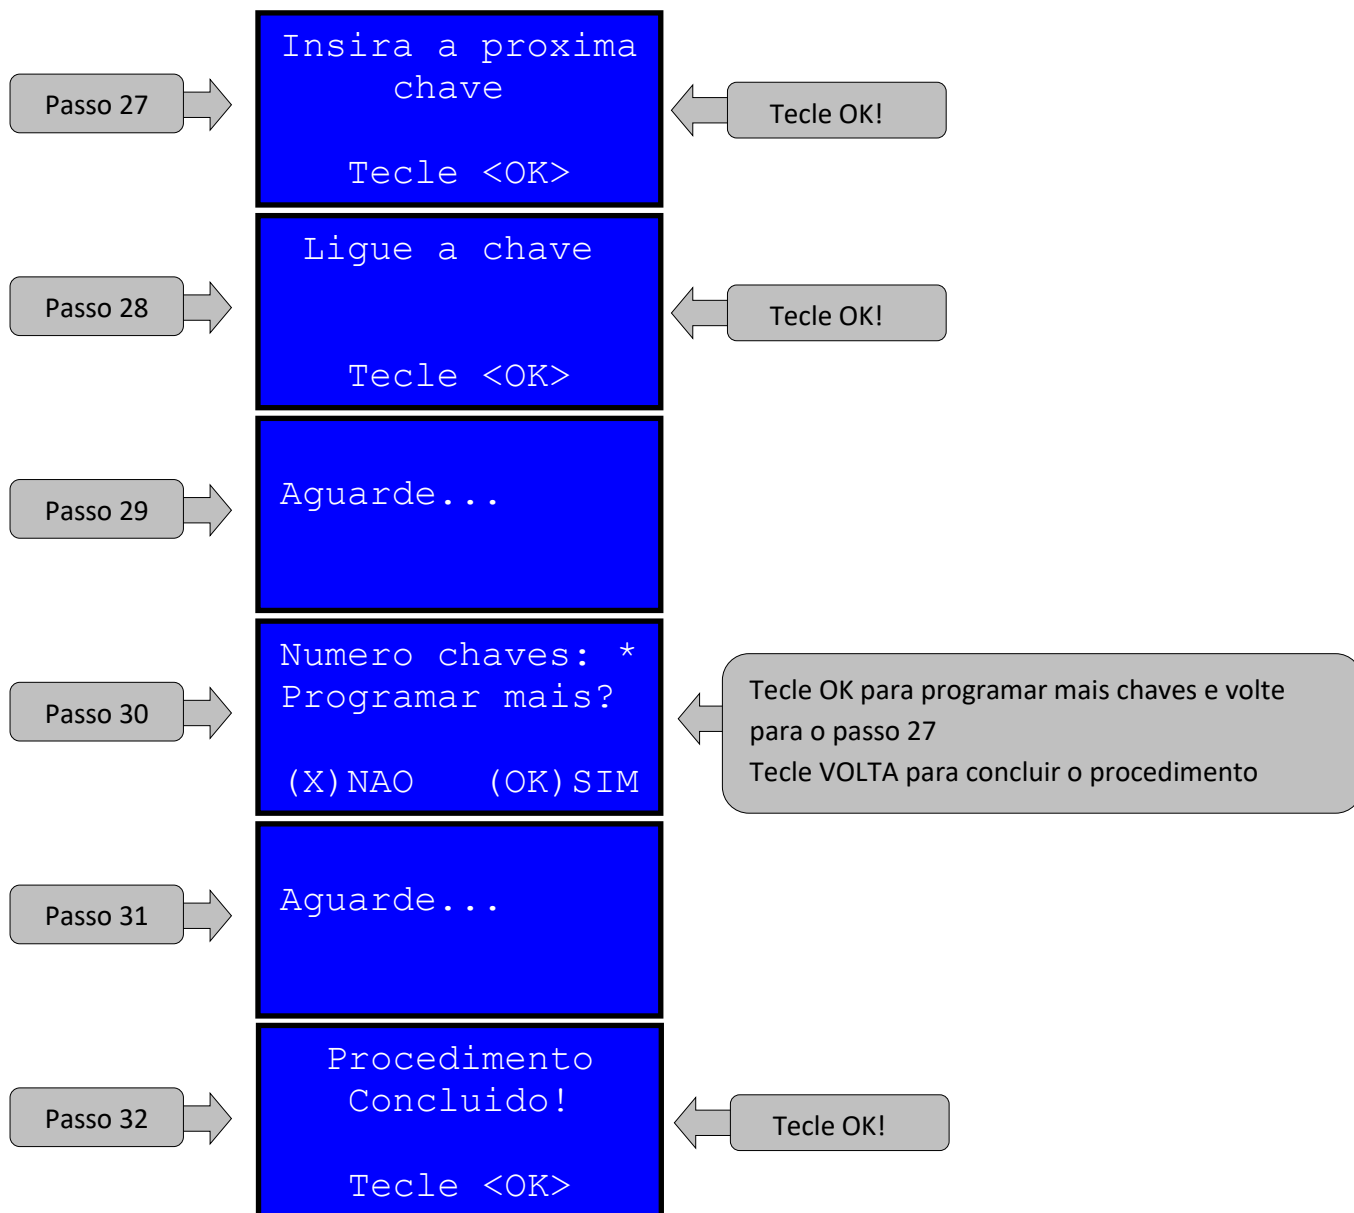 Passo 27
Insira a proxima
chave
Tecle <OK>
Tecle OK!
Passo 28
Ligue a chave
Tecle <OK>
Tecle OK!
Passo 29
Aguarde...
Passo 30
Numero chaves: *
Programar mais?
(X)NAO (OK)SIM
Tecle OK para programar mais chaves e volte
para o passo 27
Tecle VOLTA para concluir o procedimento
Passo 31
Aguarde...
Passo 32
Procedimento
Concluido!
Tecle <OK>
Tecle OK!